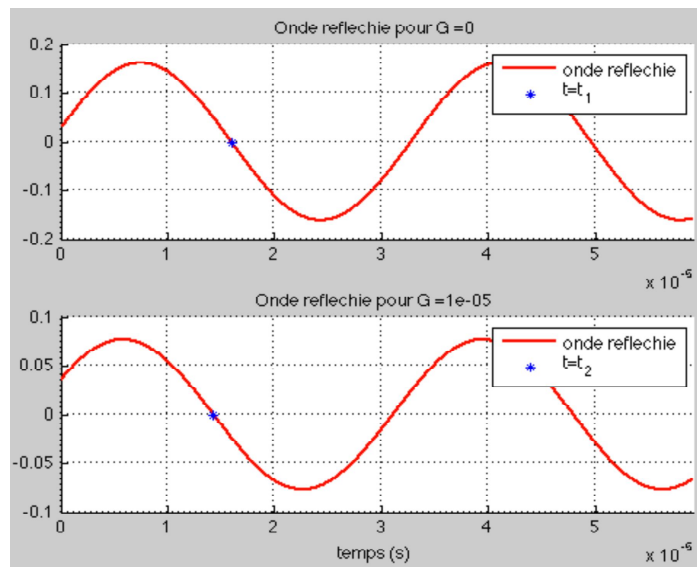 Onde reflechie pour G =0
0.2
0.1
0
-0.1
-0.2
onde reflechie
t=t1
0 1 2 3 4 5
x 10-6
Onde reflechie pour G =1e-05
0.1
0.05
0
-0.05
-0.1
onde reflechie
t=t2
0 1 2 3 4 5
x 10-6
temps (s)